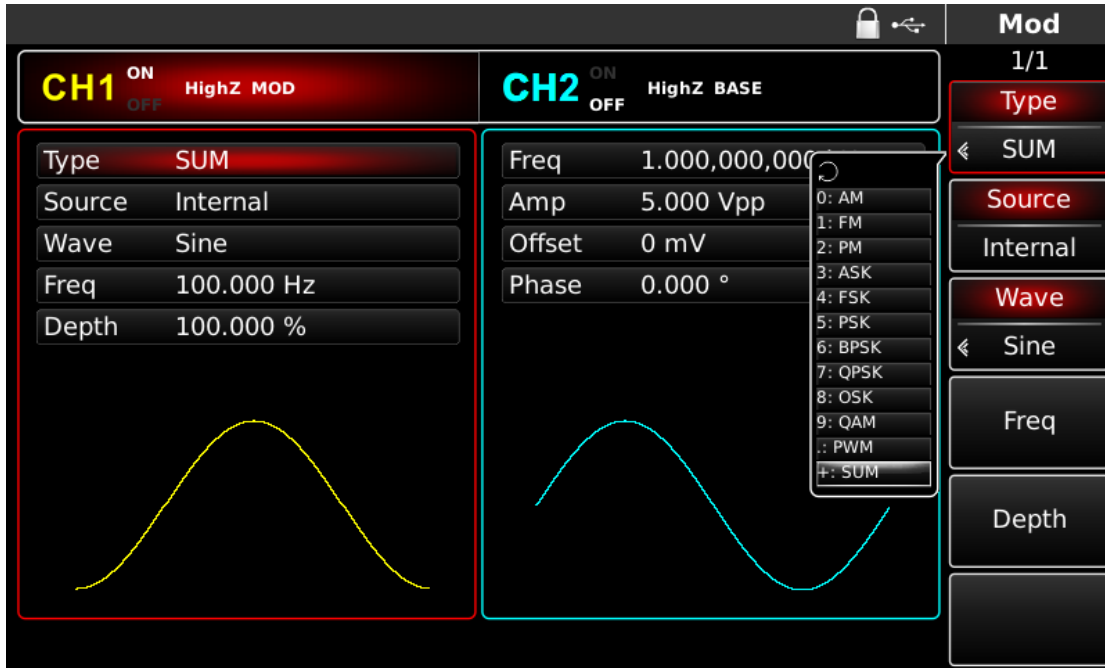 Mod
1/1
CH1 ON OFF HighZ MOD
CH2 ON OFF HighZ BASE
Type SUM
Source Internal
Wave Sine
Freq 100.000 Hz
Depth 100.000 %
Freq 1.000,000,000
Amp 5.000 Vpp
Offset 0 mV
Phase 0.000 °
0: AM
1: FM
2: PM
3: ASK
4: FSK
5: PSK
6: BPSK
7: QPSK
8: OSK
9: QAM
.: PWM
+: SUM
Type
SUM
Source
Internal
Wave
Sine
Freq
Depth